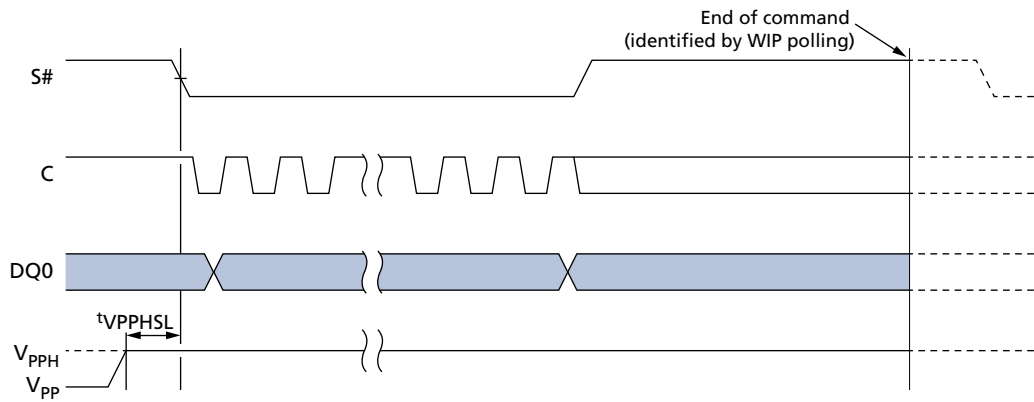 End of command
(identified by WIP polling)
S#
C
DQ0
tVPPHSL
VPPH
VPP